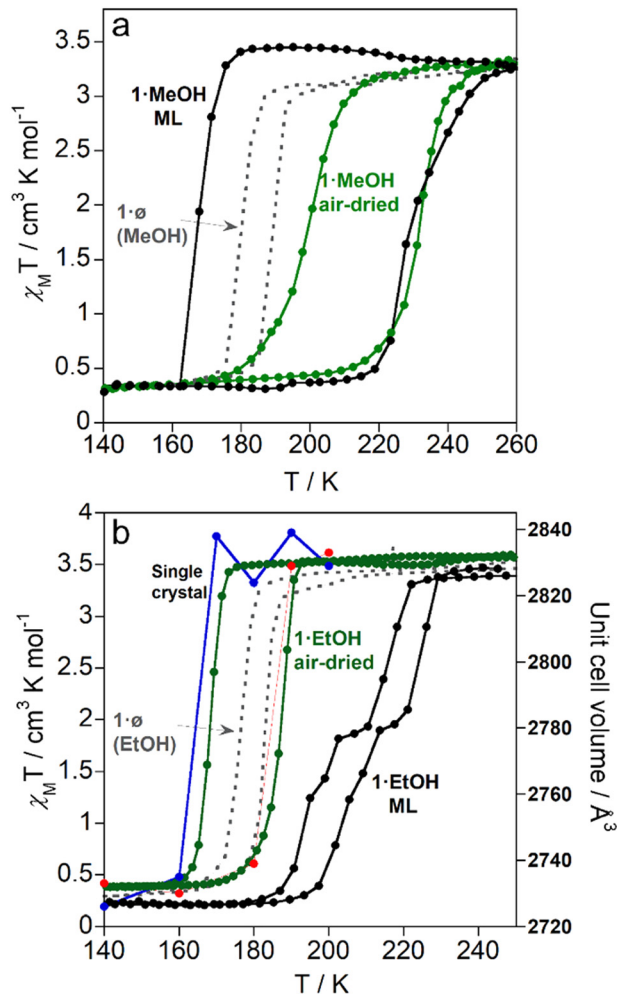 a
3.5
3
2.5
2
1.5
1
0.5
0
χMT / cm³ K mol⁻¹
1·MeOH
ML
1·ø
(MeOH)
1·MeOH
air-dried
140 160 180 200 220 240 260
T / K
b
4
3.5
3
2.5
2
1.5
1
0.5
0
χMT / cm³ K mol⁻¹
Single
crystal
1·EtOH
air-dried
1·ø
(EtOH)
1·EtOH
ML
2840
2820
2800
2780
2760
2740
2720
Unit cell volume / Å³
140 160 180 200 220 240
T / K